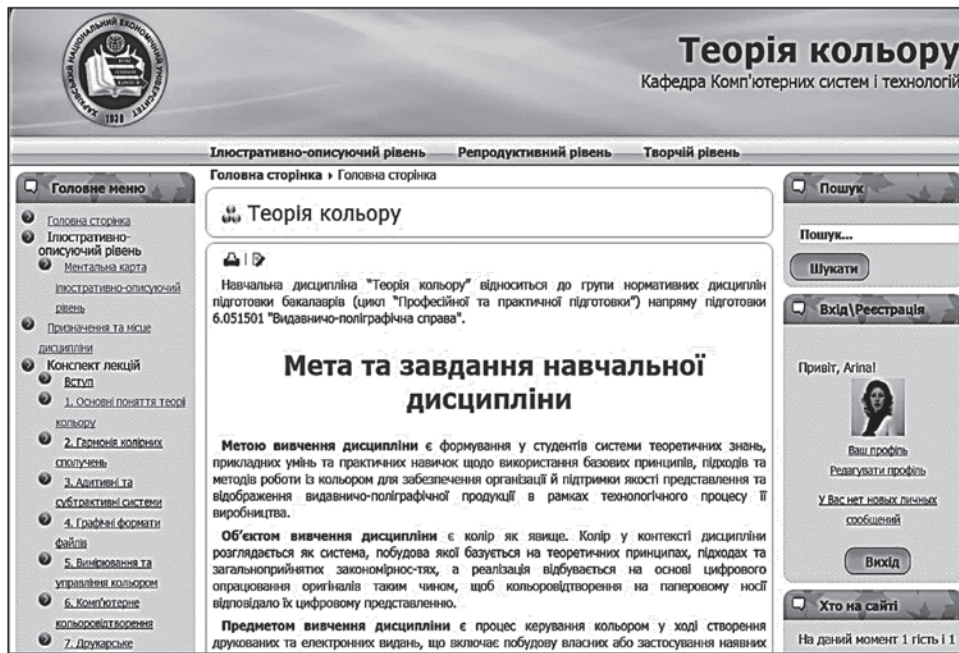 ХАРКІВСЬКИЙ НАЦІОНАЛЬНИЙ ЕКОНОМІЧНИЙ УНІВЕРСИТЕТ
1930
Теорія кольору
Кафедра Комп'ютерних систем і технологій
Ілюстративно-описуючий рівень Репродуктивний рівень Творчій рівень
Головне меню
Головна сторінка
Ілюстративно-
описуючий рівень
Ментальна карта
ілюстративно-описуючий
рівень
Призначення та місце
дисципліни
Конспект лекцій
Вступ
1. Основні поняття теорі
кольору
2. Гармонія колірних
сполучень
3. Адитивні та
субтрактивні системи
4. Графічні формати
файлів
5. Вимірювання та
управління кольором
6. Комп'ютерне
кольоровідтворення
7. Друкарське
Головна сторінка Головна сторінка
Теорія кольору
Навчальна дисципліна "Теорія кольору" відноситься до групи нормативних дисциплін
підготовки бакалаврів (цикл "Професійної та практичної підготовки") напряму підготовки
6.051501 "Видавничо-поліграфічна справа".
Мета та завдання навчальної
дисципліни
Метою вивчення дисципліни є формування у студентів системи теоретичних знань,
прикладних умінь та практичних навичок щодо використання базових принципів, підходів та
методів роботи із кольором для забезпечення організації й підтримки якості представлення та
відображення видавничо-поліграфічної продукції в рамках технологічного процесу її
виробництва.
Об'єктом вивчення дисципліни є колір як явище. Колір у контексті дисципліни
розглядається як система, побудова якої базується на теоретичних принципах, підходах та
загальноприйнятих закономірнос-тях, а реалізація відбувається на основі цифрового
опрацювання оригіналів таким чином, щоб кольоровідтворення на паперовому носії
відповідало їх цифровому представленню.
Предметом вивчення дисципліни є процес керування кольором у ході створення
друкованих та електронних видань, що включає побудову власних або застосування наявних
Пошук
Пошук...
Шукати
Вхід\Реєстрація
Привіт, Arina!
Ваш профіль
Редагувати профіль
У Вас нет новых личных
сообщений
Вихід
Хто на сайті
На даний момент 1 гість і 1